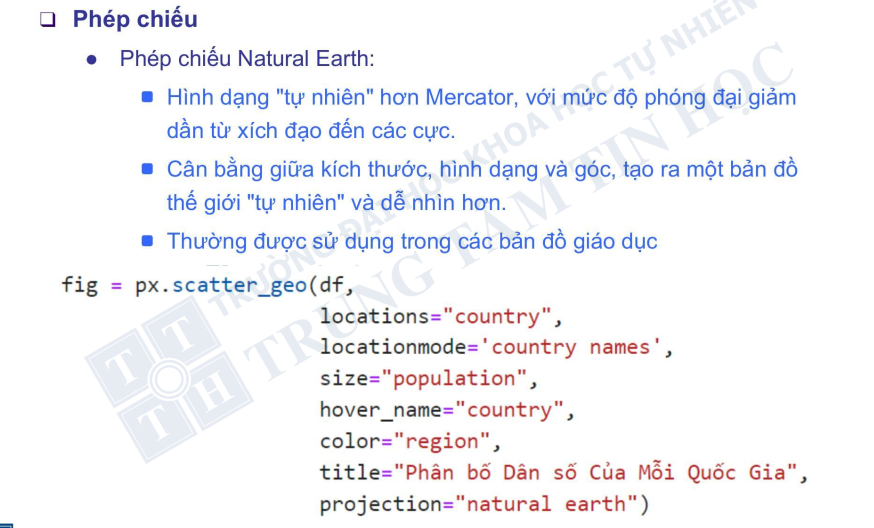 Phép chiếu
Phép chiếu Natural Earth:
Hình dạng "tự nhiên" hơn Mercator, với mức độ phóng đại giảm
dần từ xích đạo đến các cực.
Cân bằng giữa kích thước, hình dạng và góc, tạo ra một bản đồ
thế giới "tự nhiên" và dễ nhìn hơn.
Thường được sử dụng trong các bản đồ giáo dục
fig = px.scatter_geo(df,
locations="country",
locationmode='country names',
size="population",
hover_name="country",
color="region",
title="Phân bố Dân số Của Mỗi Quốc Gia",
projection="natural earth")
TRƯỜNG ĐẠI HỌC KHOA HỌC TỰ NHIÊN
TRUNG TÂM TIN HỌC
T T
T H